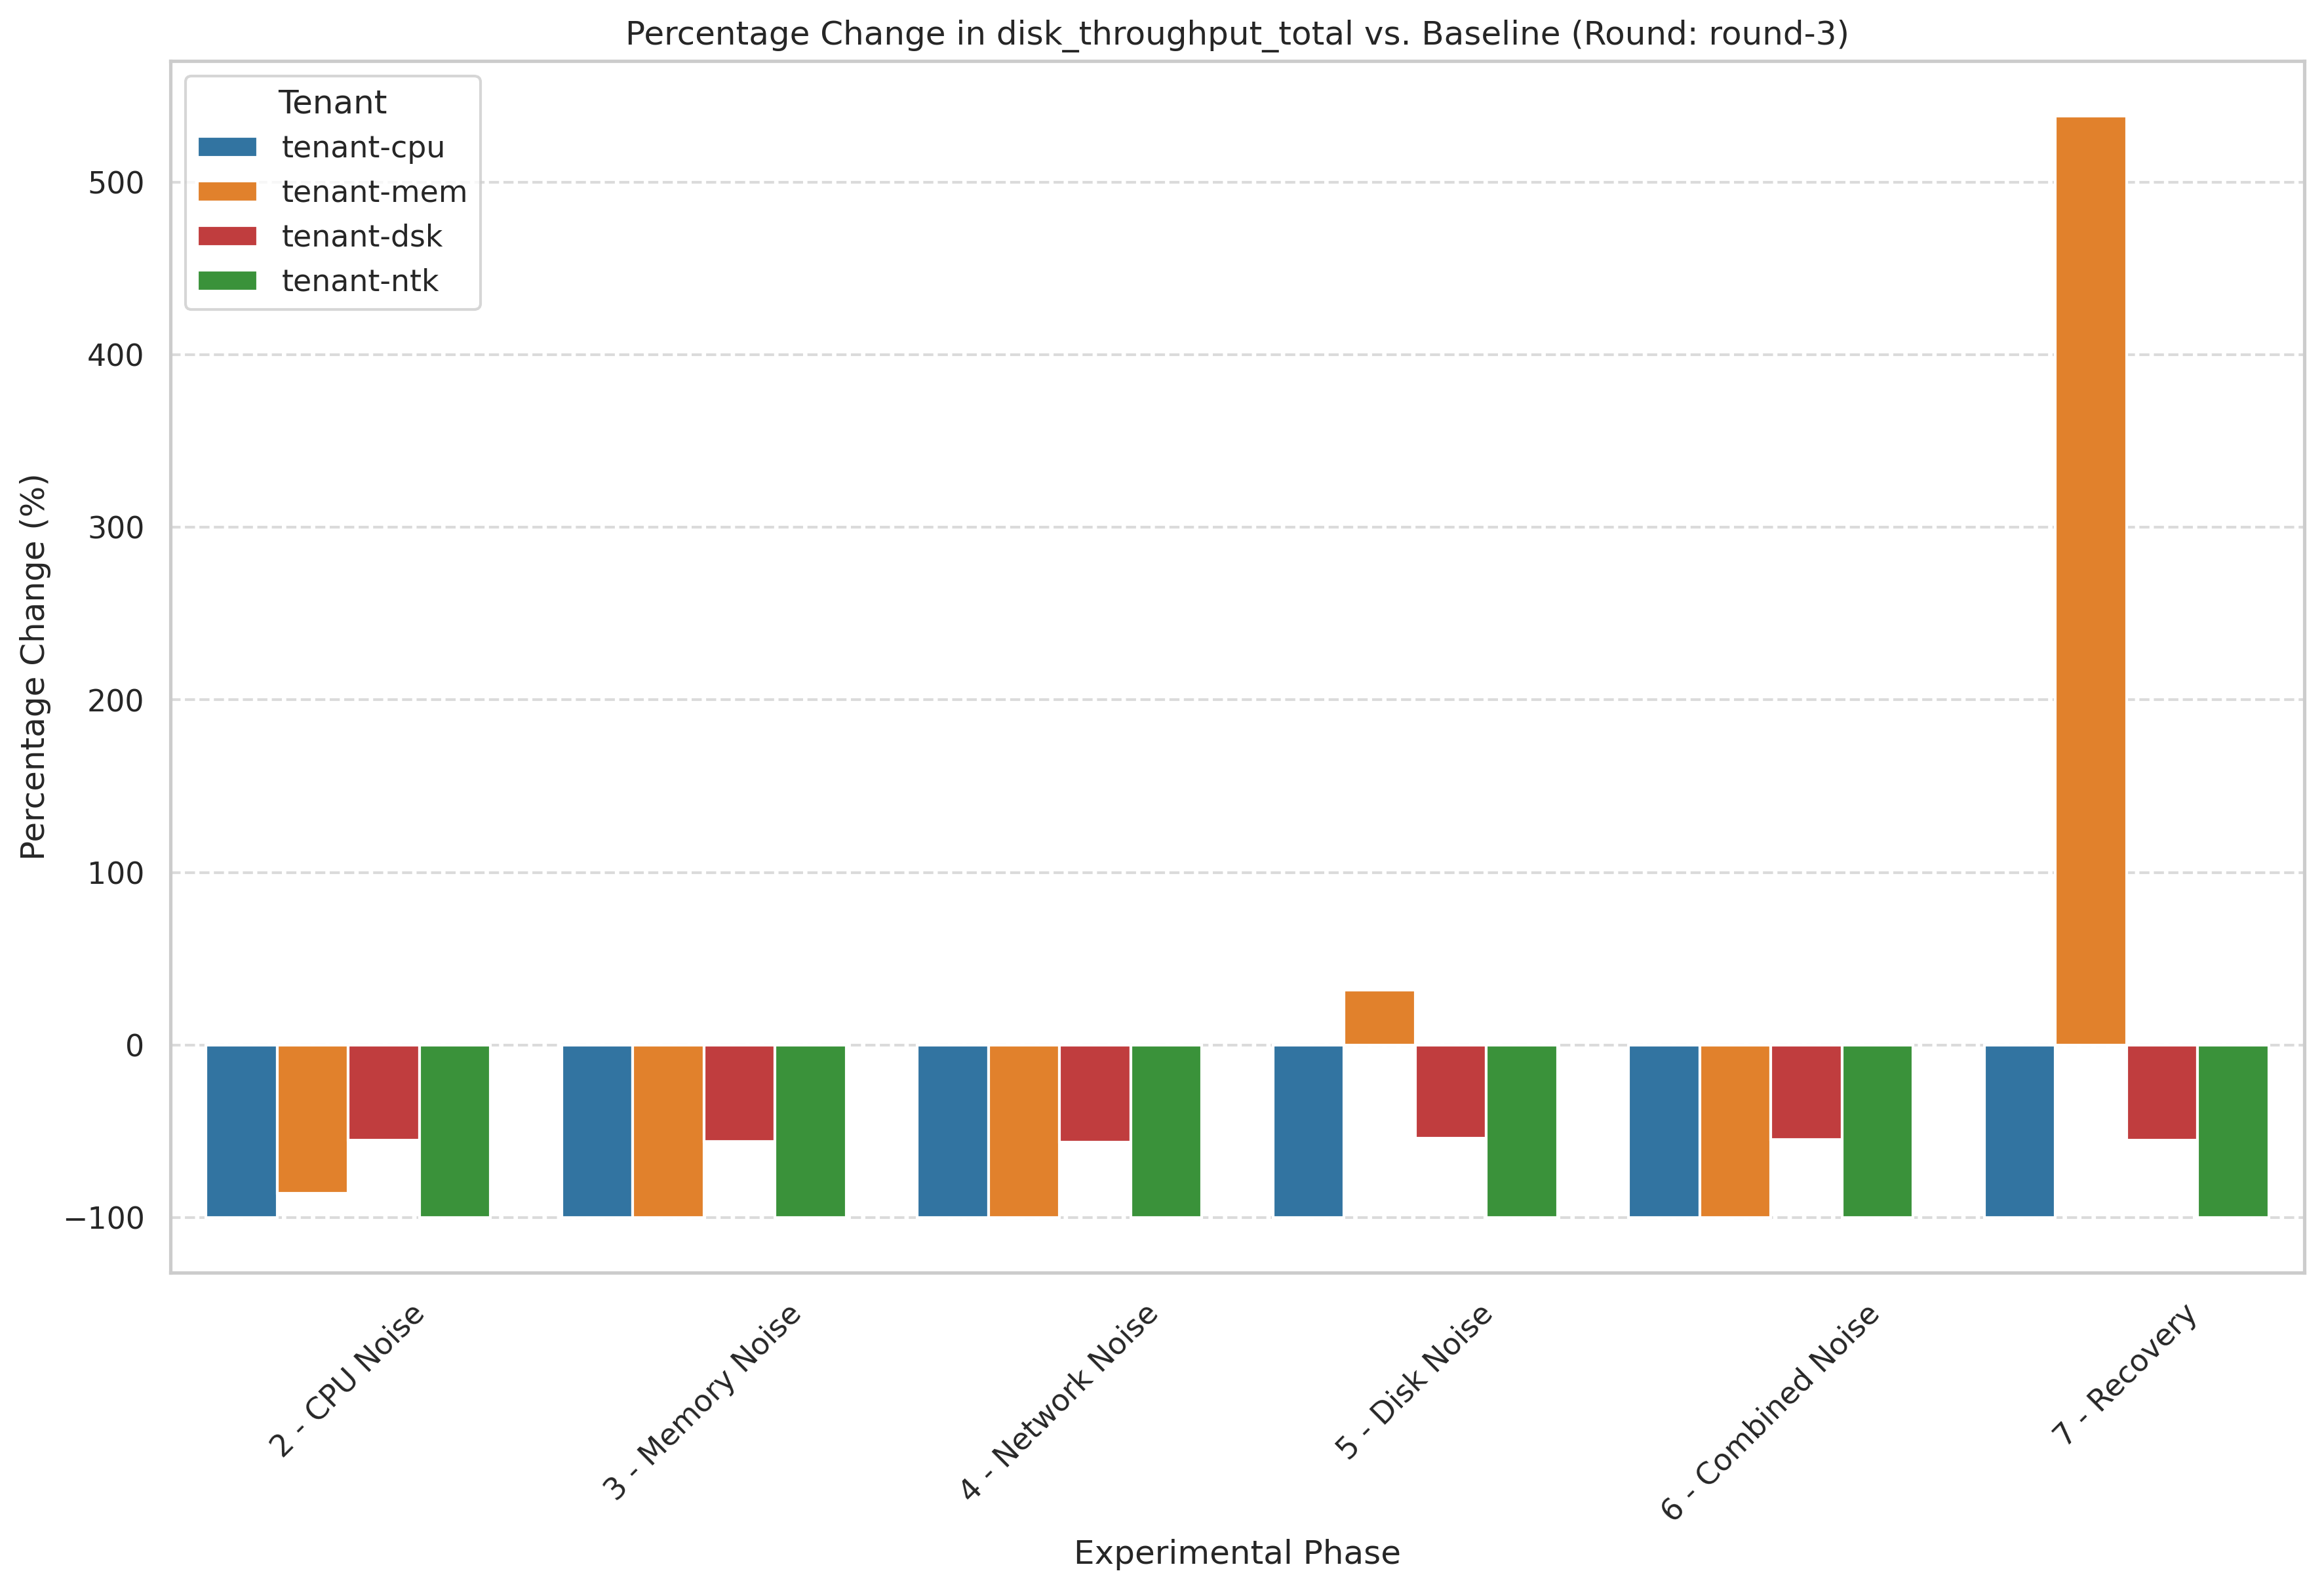 Percentage Change in disk_throughput_total vs. Baseline (Round: round-3)
Tenant
tenant-cpu
tenant-mem
tenant-dsk
tenant-ntk
Percentage Change (%)
500
400
300
200
100
0
−100
2 - CPU Noise
3 - Memory Noise
4 - Network Noise
5 - Disk Noise
6 - Combined Noise
7 - Recovery
Experimental Phase